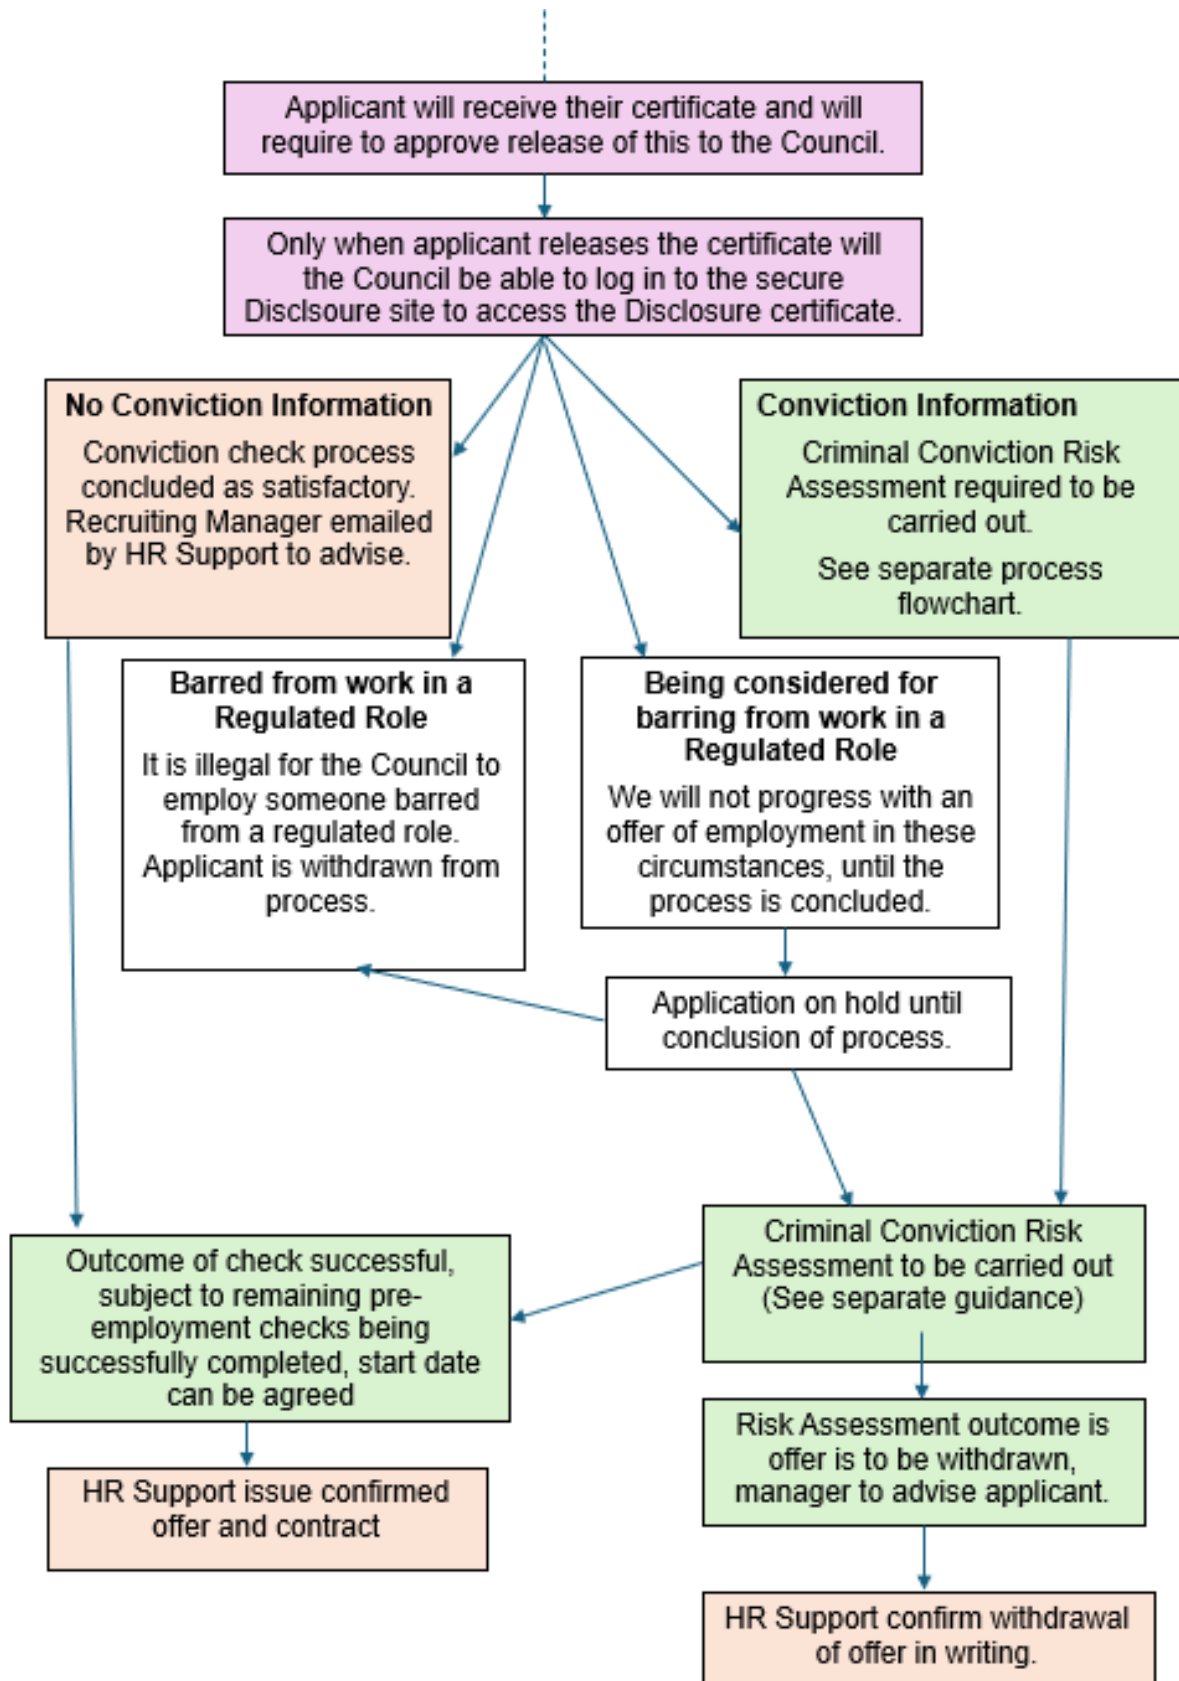 Applicant will receive their certificate and will
require to approve release of this to the Council.
Only when applicant releases the certificate will
the Council be able to log in to the secure
Disclsoure site to access the Disclosure certificate.
No Conviction Information
Conviction check process
concluded as satisfactory.
Recruiting Manager emailed
by HR Support to advise.
Conviction Information
Criminal Conviction Risk
Assessment required to be
carried out.
See separate process
flowchart.
Barred from work in a
Regulated Role
It is illegal for the Council to
employ someone barred
from a regulated role.
Applicant is withdrawn from
process.
Being considered for
barring from work in a
Regulated Role
We will not progress with an
offer of employment in these
circumstances, until the
process is concluded.
Application on hold until
conclusion of process.
Criminal Conviction Risk
Assessment to be carried out
(See separate guidance)
Outcome of check successful,
subject to remaining pre-
employment checks being
successfully completed, start date
can be agreed
Risk Assessment outcome is
offer is to be withdrawn,
manager to advise applicant.
HR Support issue confirmed
offer and contract
HR Support confirm withdrawal
of offer in writing.